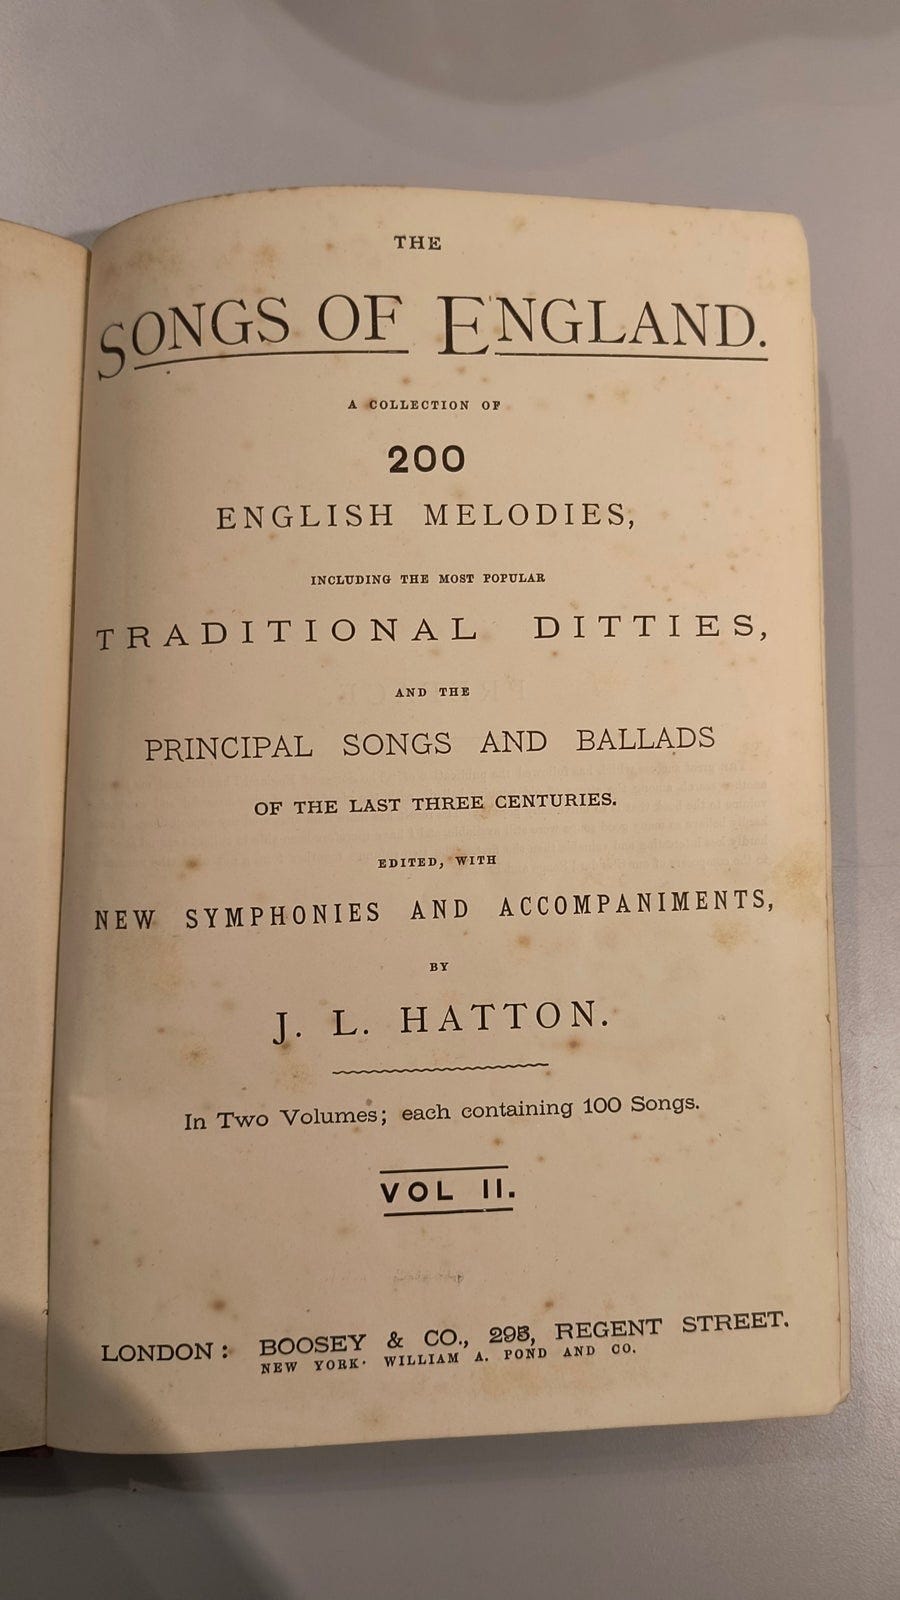 THE
SONGS OF ENGLAND.
A COLLECTION OF
200
ENGLISH MELODIES,
INCLUDING THE MOST POPULAR
TRADITIONAL DITTIES,
AND THE
PRINCIPAL SONGS AND BALLADS
OF THE LAST THREE CENTURIES.
EDITED, WITH
NEW SYMPHONIES AND ACCOMPANIMENTS,
BY
J. L. HATTON.
In Two Volumes; each containing 100 Songs.
VOL II.
LONDON: BOOSEY & CO., 295, REGENT STREET.
NEW YORK· WILLIAM A. POND AND CO.